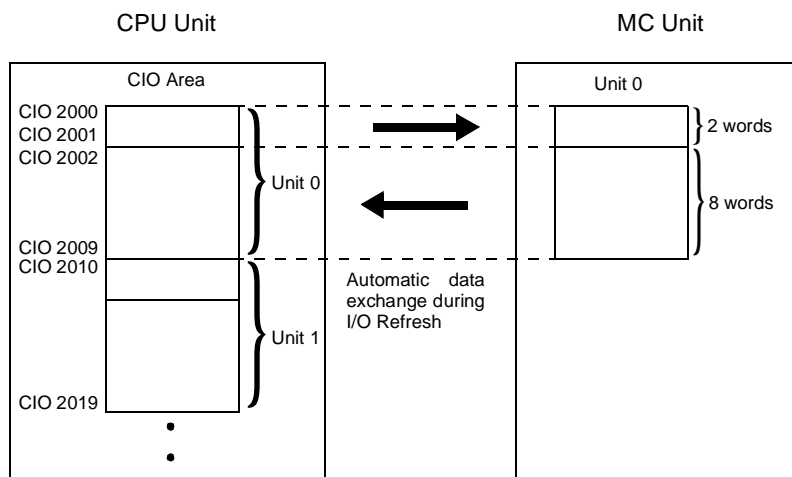 CPU Unit
MC Unit
CIO Area
Unit 0
CIO 2000
CIO 2001
CIO 2002
2 words
Unit 0
8 words
CIO 2009
CIO 2010
Automatic data
exchange during
I/O Refresh
Unit 1
CIO 2019